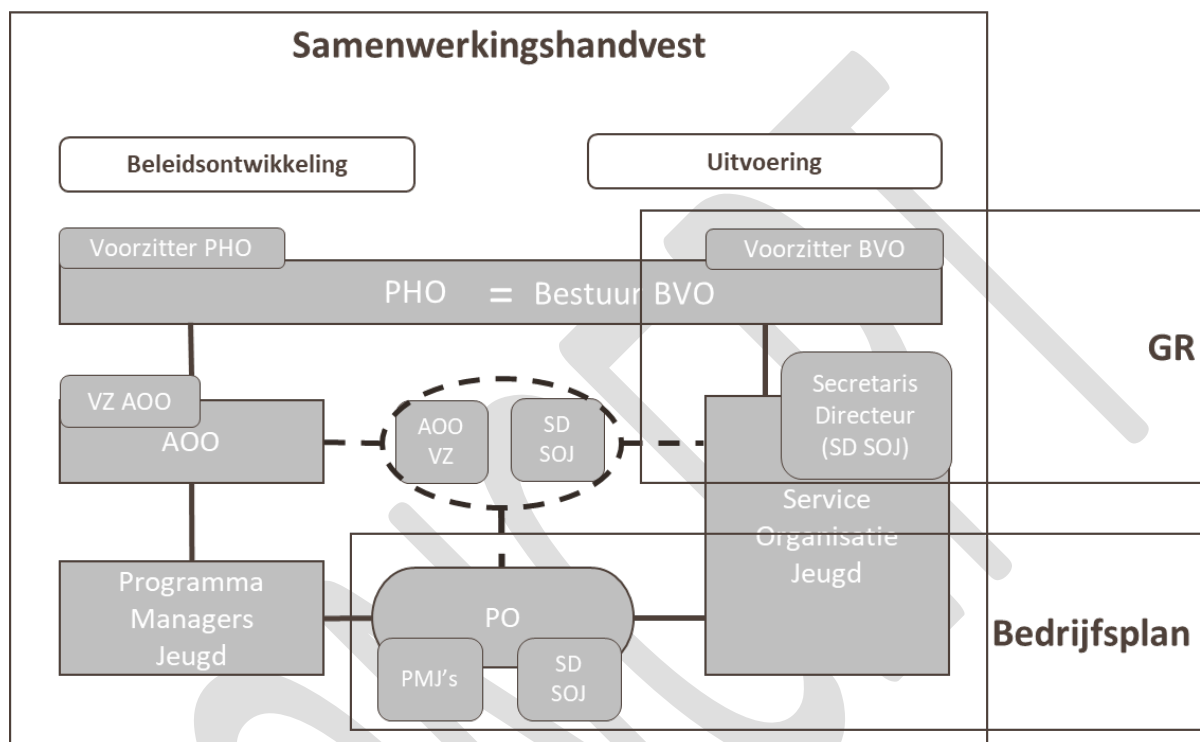 Samenwerkingshandvest
Beleidsontwikkeling
Uitvoering
Voorzitter PHO
Voorzitter BVO
PHO = Bestuur BVO
GR
VZ AOO
AOO
AOO
VZ
SD
SOJ
Secretaris
Directeur
(SD SOJ)
Service
Organisatie
Jeugd
Programma
Managers
Jeugd
PO
PMJ's
SD
SOJ
Bedrijfsplan